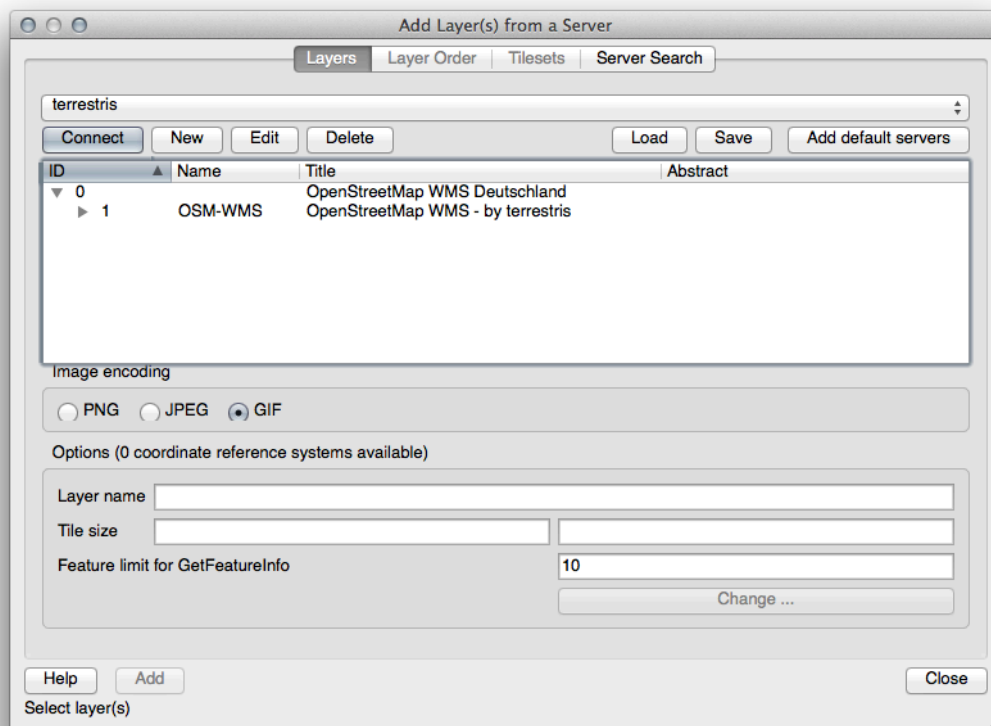 Add Layer(s) from a Server
Layers Layer Order Tilesets Server Search
terrestris
Connect New Edit Delete Load Save Add default servers
ID Name Title Abstract
0 OpenStreetMap WMS Deutschland
1 OSM-WMS OpenStreetMap WMS - by terrestris
Image encoding
PNG JPEG GIF
Options (0 coordinate reference systems available)
Layer name
Tile size
Feature limit for GetFeatureInfo 10
Change ...
Help Add Close
Select layer(s)